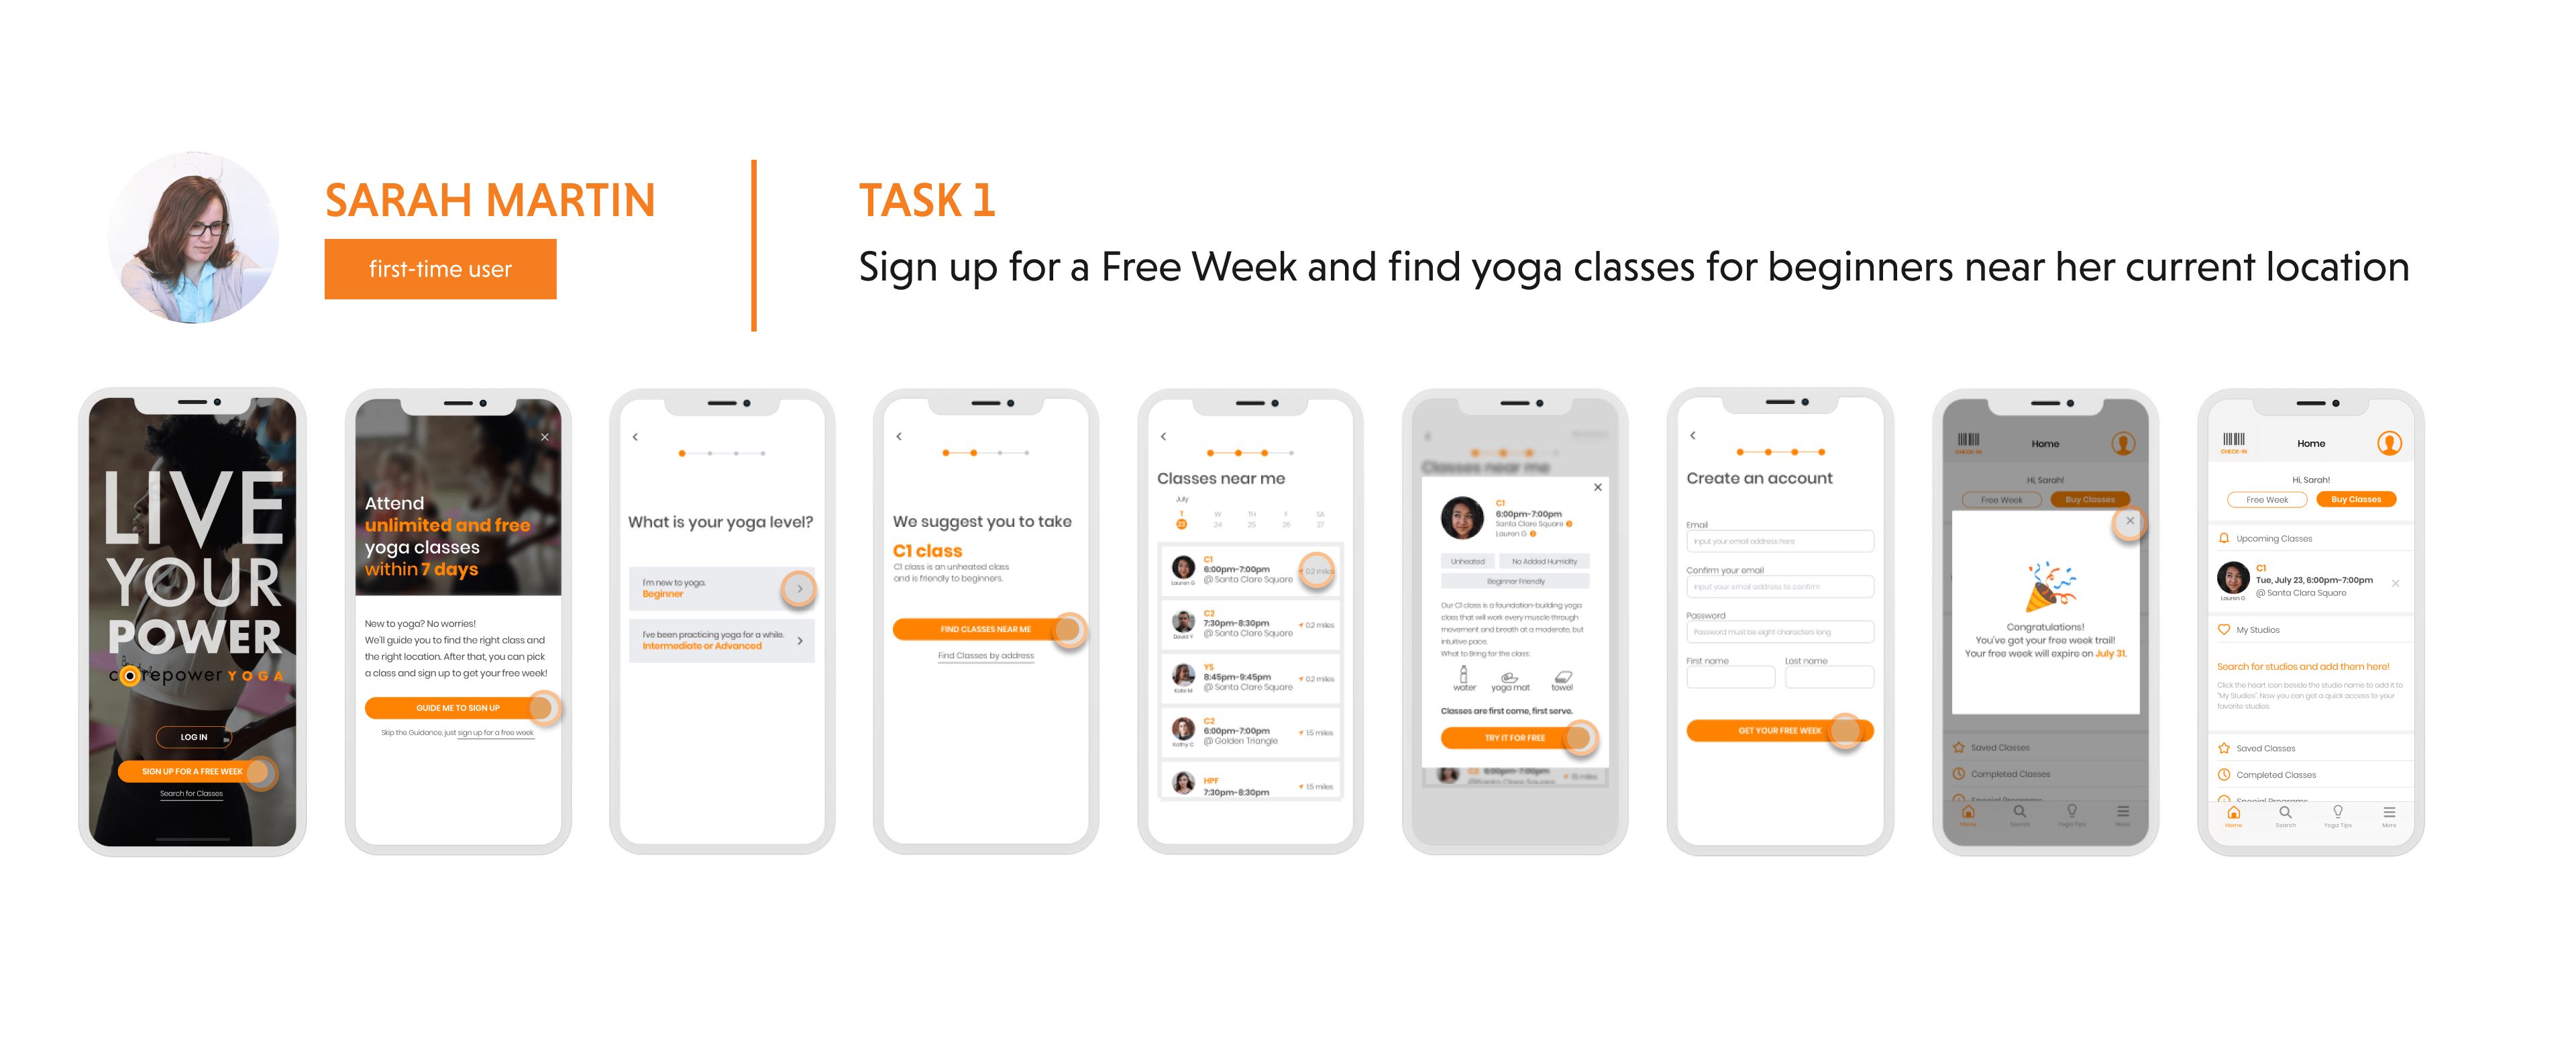 SARAH MARTIN
first-time user
TASK 1
Sign up for a Free Week and find yoga classes for beginners near her current location
LIVE
YOUR
POWER
corepower YOGA
LOG IN
SIGN UP FOR A FREE WEEK
Search for Classes
Attend
unlimited and free
yoga classes
within 7 days
New to yoga? No worries!
We'll guide you to find the right class and
the right location. After that, you can pick
a class and sign up to get your free week!
GUIDE ME TO SIGN UP
Skip the Guidance, just sign up for a free week
What is your yoga level?
I'm new to yoga.
Beginner
I've been practicing yoga for a while.
Intermediate or Advanced
We suggest you to take
C1 class
C1 class is an unheated class
and is friendly to beginners.
FIND CLASSES NEAR ME
Find Classes by address
Classes near me
July
T W TH F SA
23 24 25 26 27
C1
6:00pm-7:00pm
@ Santa Clare Square
0.2 miles
Lauren G
C2
7:30pm-8:30pm
@ Santa Clare Square
0.2 miles
David Y
YS
8:45pm-9:45pm
@ Santa Clare Square
0.2 miles
Kate M
C2
6:00pm-7:00pm
@ Golden Triangle
1.5 miles
Kathy C
HPF
7:30pm-8:30pm
1.5 miles
Classes near me
C1
6:00pm-7:00pm
Santa Clare Square
Lauren G
Unheated
No Added Humidity
Beginner Friendly
Our C1 class is a foundation-building yoga
class that will work every muscle through
movement and breath at a moderate, but
intuitive pace.
What to Bring for the class:
water yoga mat towel
Classes are first come, first serve.
TRY IT FOR FREE
C2 6:00pm-7:00pm
Create an account
Email
Input your email address here
Confirm your email
Input your email address to confirm
Password
Password must be eight characters long
First name Last name
GET YOUR FREE WEEK
CHECK-IN
Home
Hi, Sarah!
Free Week
Buy Classes
Congratulations!
You've got your free week trail!
Your free week will expire on July 31.
Saved Classes
Completed Classes
Special Programs
Home Search Yoga Tips More
CHECK-IN
Home
Hi, Sarah!
Free Week
Buy Classes
Upcoming Classes
C1
Tue, July 23, 6:00pm-7:00pm
@ Santa Clara Square
Lauren G
My Studios
Search for studios and add them here!
Click the heart icon beside the studio name to add it to
"My Studios". Now you can get a quick access to your
favorite studios.
Saved Classes
Completed Classes
Special Programs
Home Search Yoga Tips More